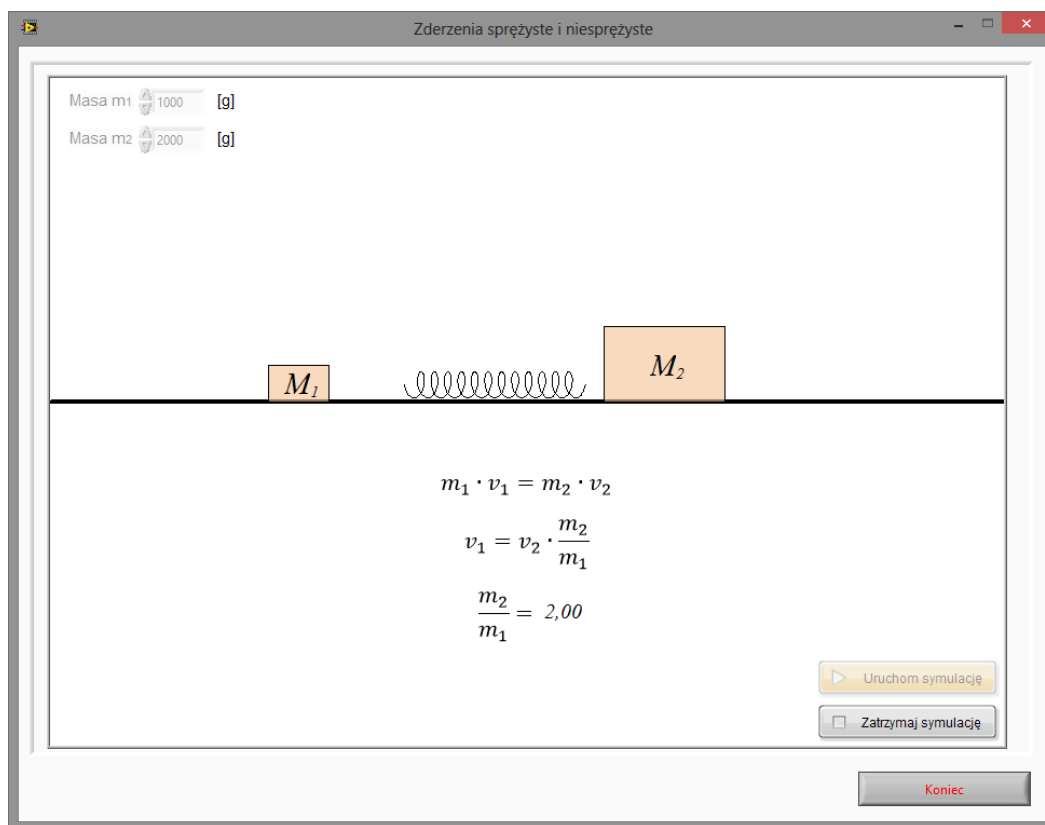 Zderzenia sprężyste i niesprężyste
Masa m1 1000 [g]
Masa m2 2000 [g]
M₁
M₂
m₁ · v₁ = m₂ · v₂
v₁ = v₂ · m₂/m₁
m₂/m₁ = 2,00
Uruchom symulację
Zatrzymaj symulację
Koniec